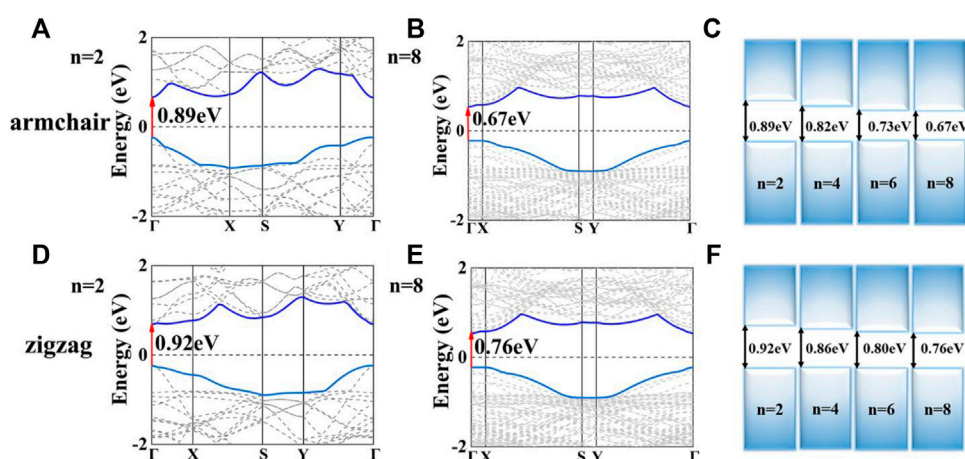 A
n=2
armchair
Energy (eV)
2
0
-2
0.89eV
Γ X S Y Γ
B
n=8
Energy (eV)
2
0
-2
0.67eV
Γ X S Y Γ
C
0.89eV 0.82eV 0.73eV 0.67eV
n=2 n=4 n=6 n=8
D
n=2
zigzag
Energy (eV)
2
0
-2
0.92eV
Γ X S Y Γ
E
n=8
Energy (eV)
2
0
-2
0.76eV
Γ X S Y Γ
F
0.92eV 0.86eV 0.80eV 0.76eV
n=2 n=4 n=6 n=8